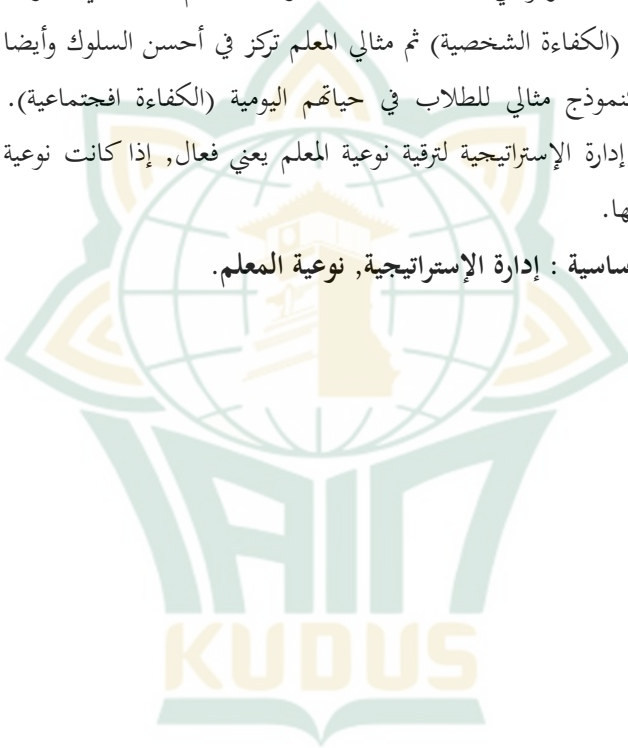 (الكفاءة الشخصية) ثم مثالي المعلم تركز في أحسن السلوك وأيضا
نموذج مثالي للطلاب في حياتهم اليومية (الكفاءة افجتماعية).
إدارة الإستراتيجية لترقية نوعية المعلم يعني فعال, إذا كانت نوعية
ها.
ساسية : إدارة الإستراتيجية, نوعية المعلم.
IAIN
KUDUS